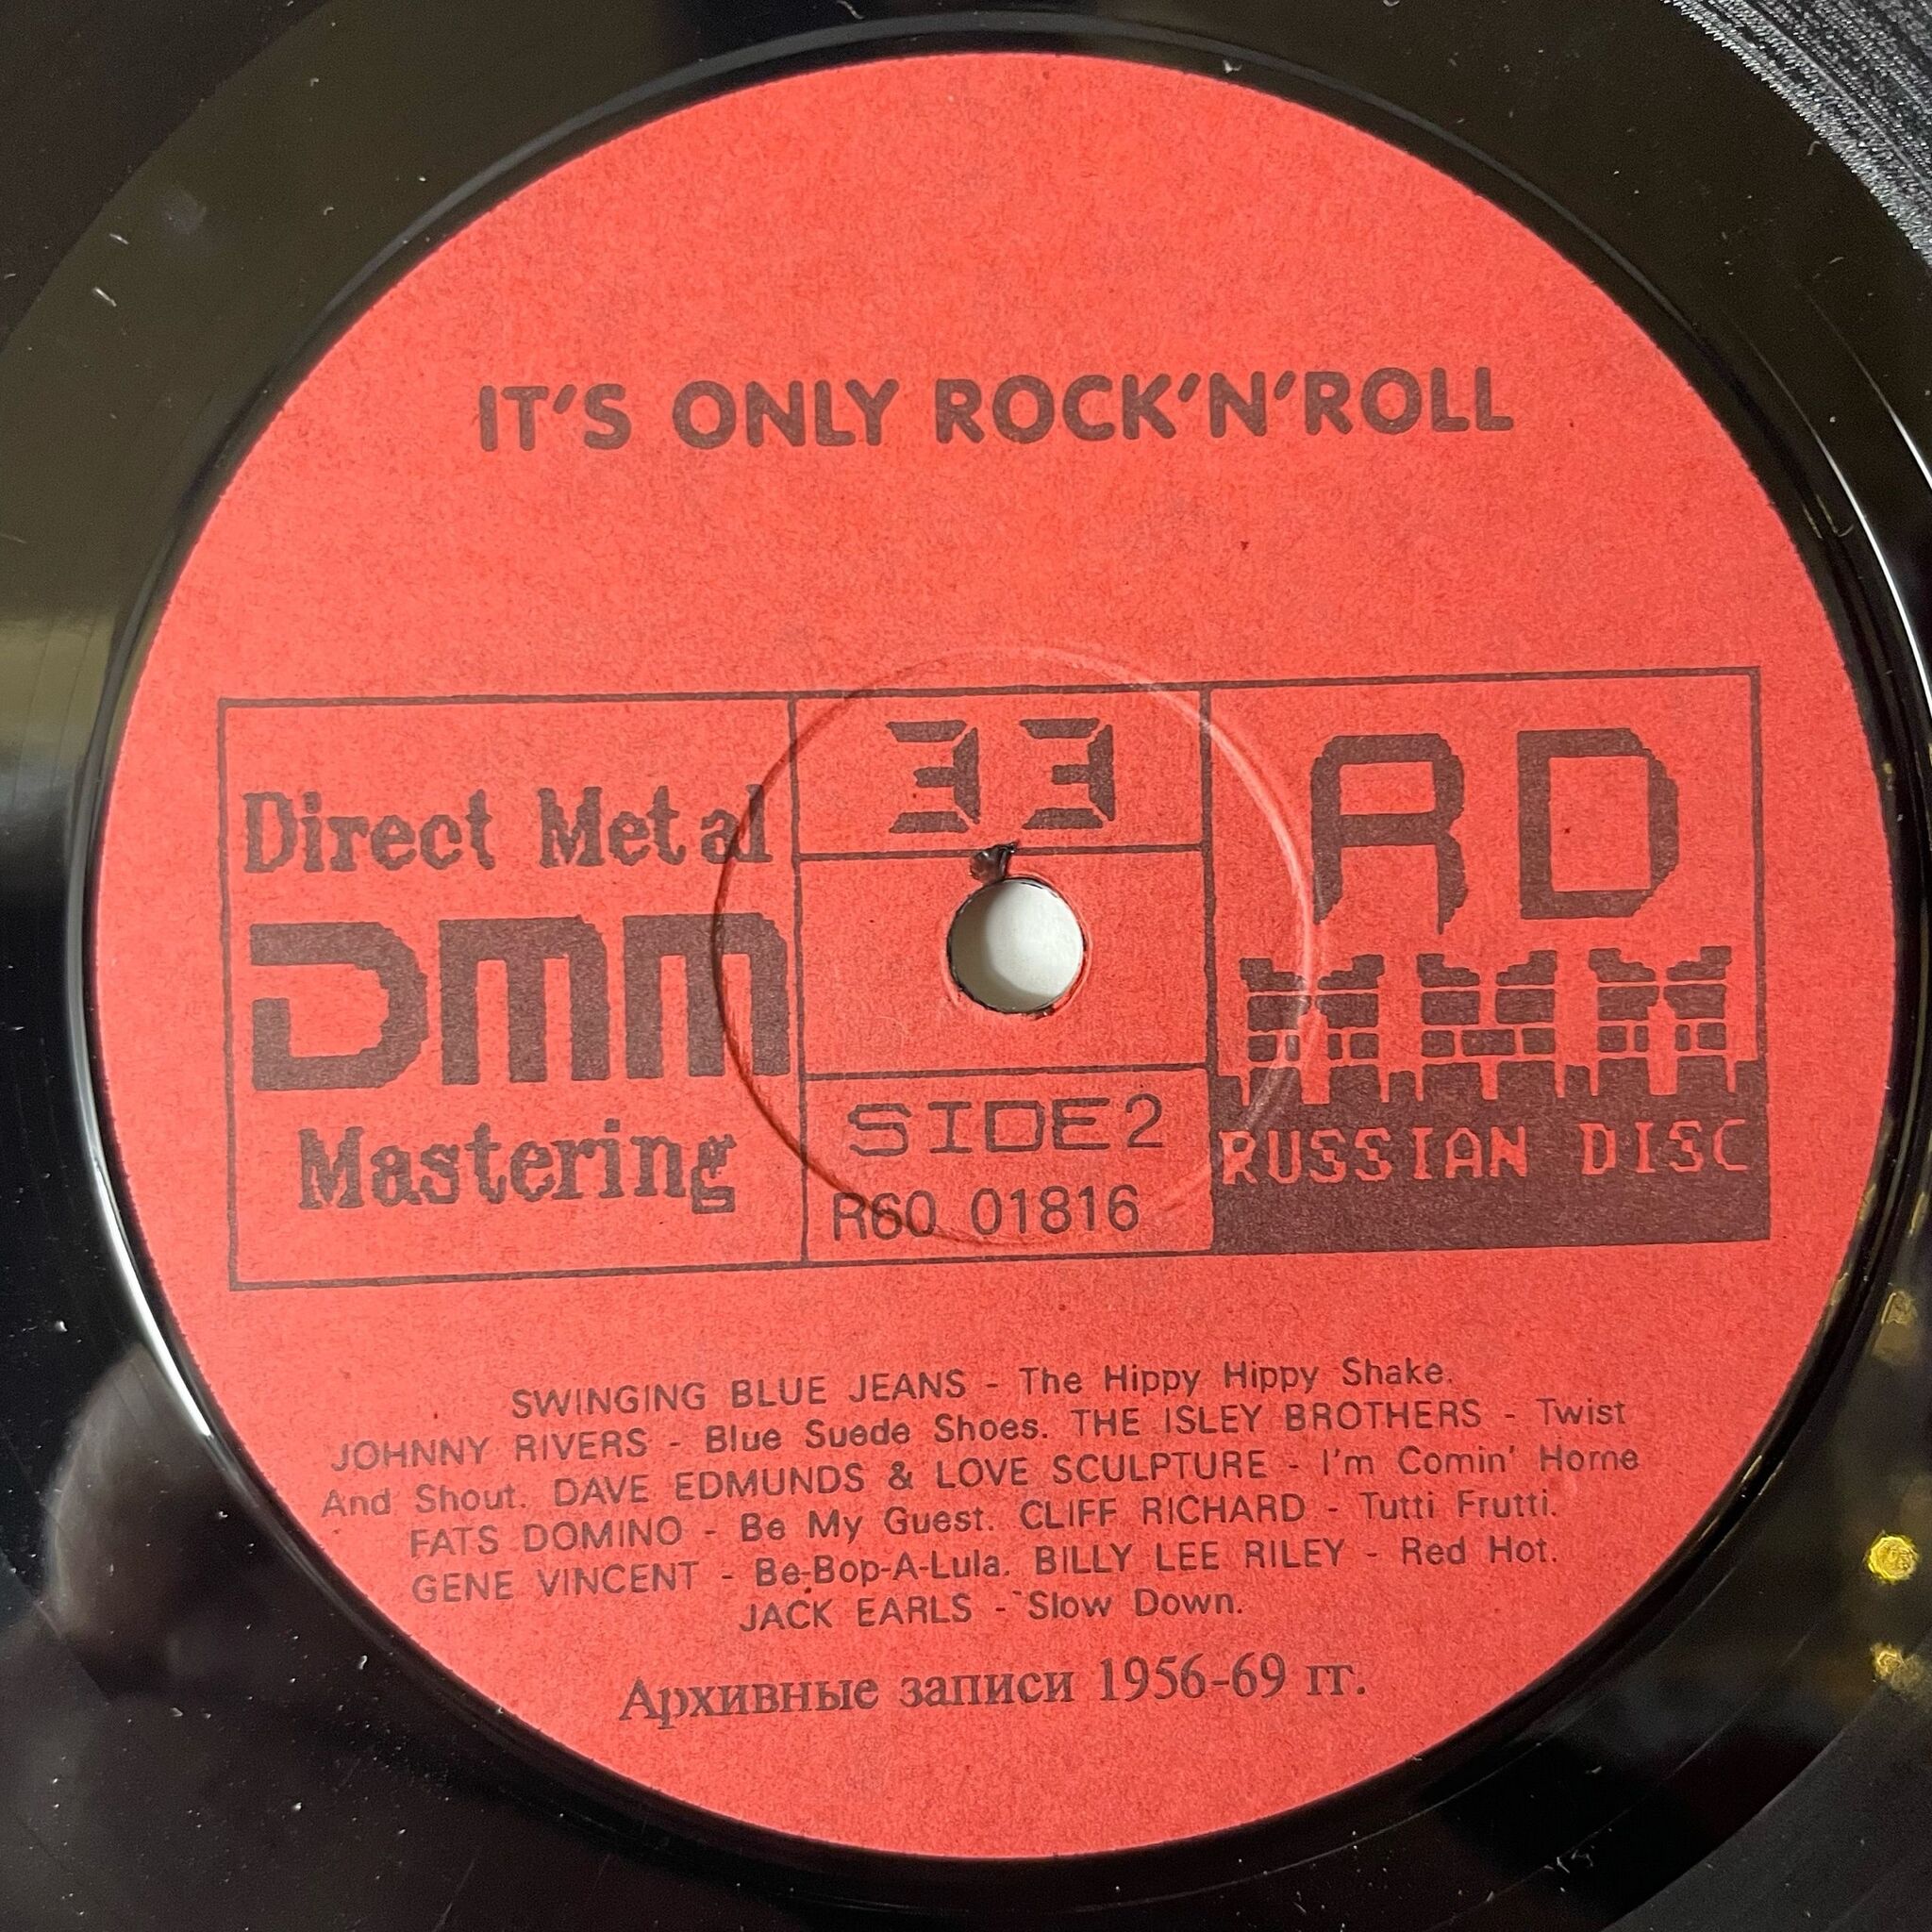 IT'S ONLY ROCK'N'ROLL
Direct Metal
DMM
Mastering
33
SIDE2
R60 01816
RD
RUSSIAN DISC
SWINGING BLUE JEANS - The Hippy Hippy Shake.
JOHNNY RIVERS - Blue Suede Shoes. THE ISLEY BROTHERS - Twist
And Shout. DAVE EDMUNDS & LOVE SCULPTURE - I'm Comin' Home
FATS DOMINO - Be My Guest. CLIFF RICHARD - Tutti Frutti.
GENE VINCENT - Be-Bop-A-Lula. BILLY LEE RILEY - Red Hot.
JACK EARLS - Slow Down.
Архивные записи 1956-69 гг.